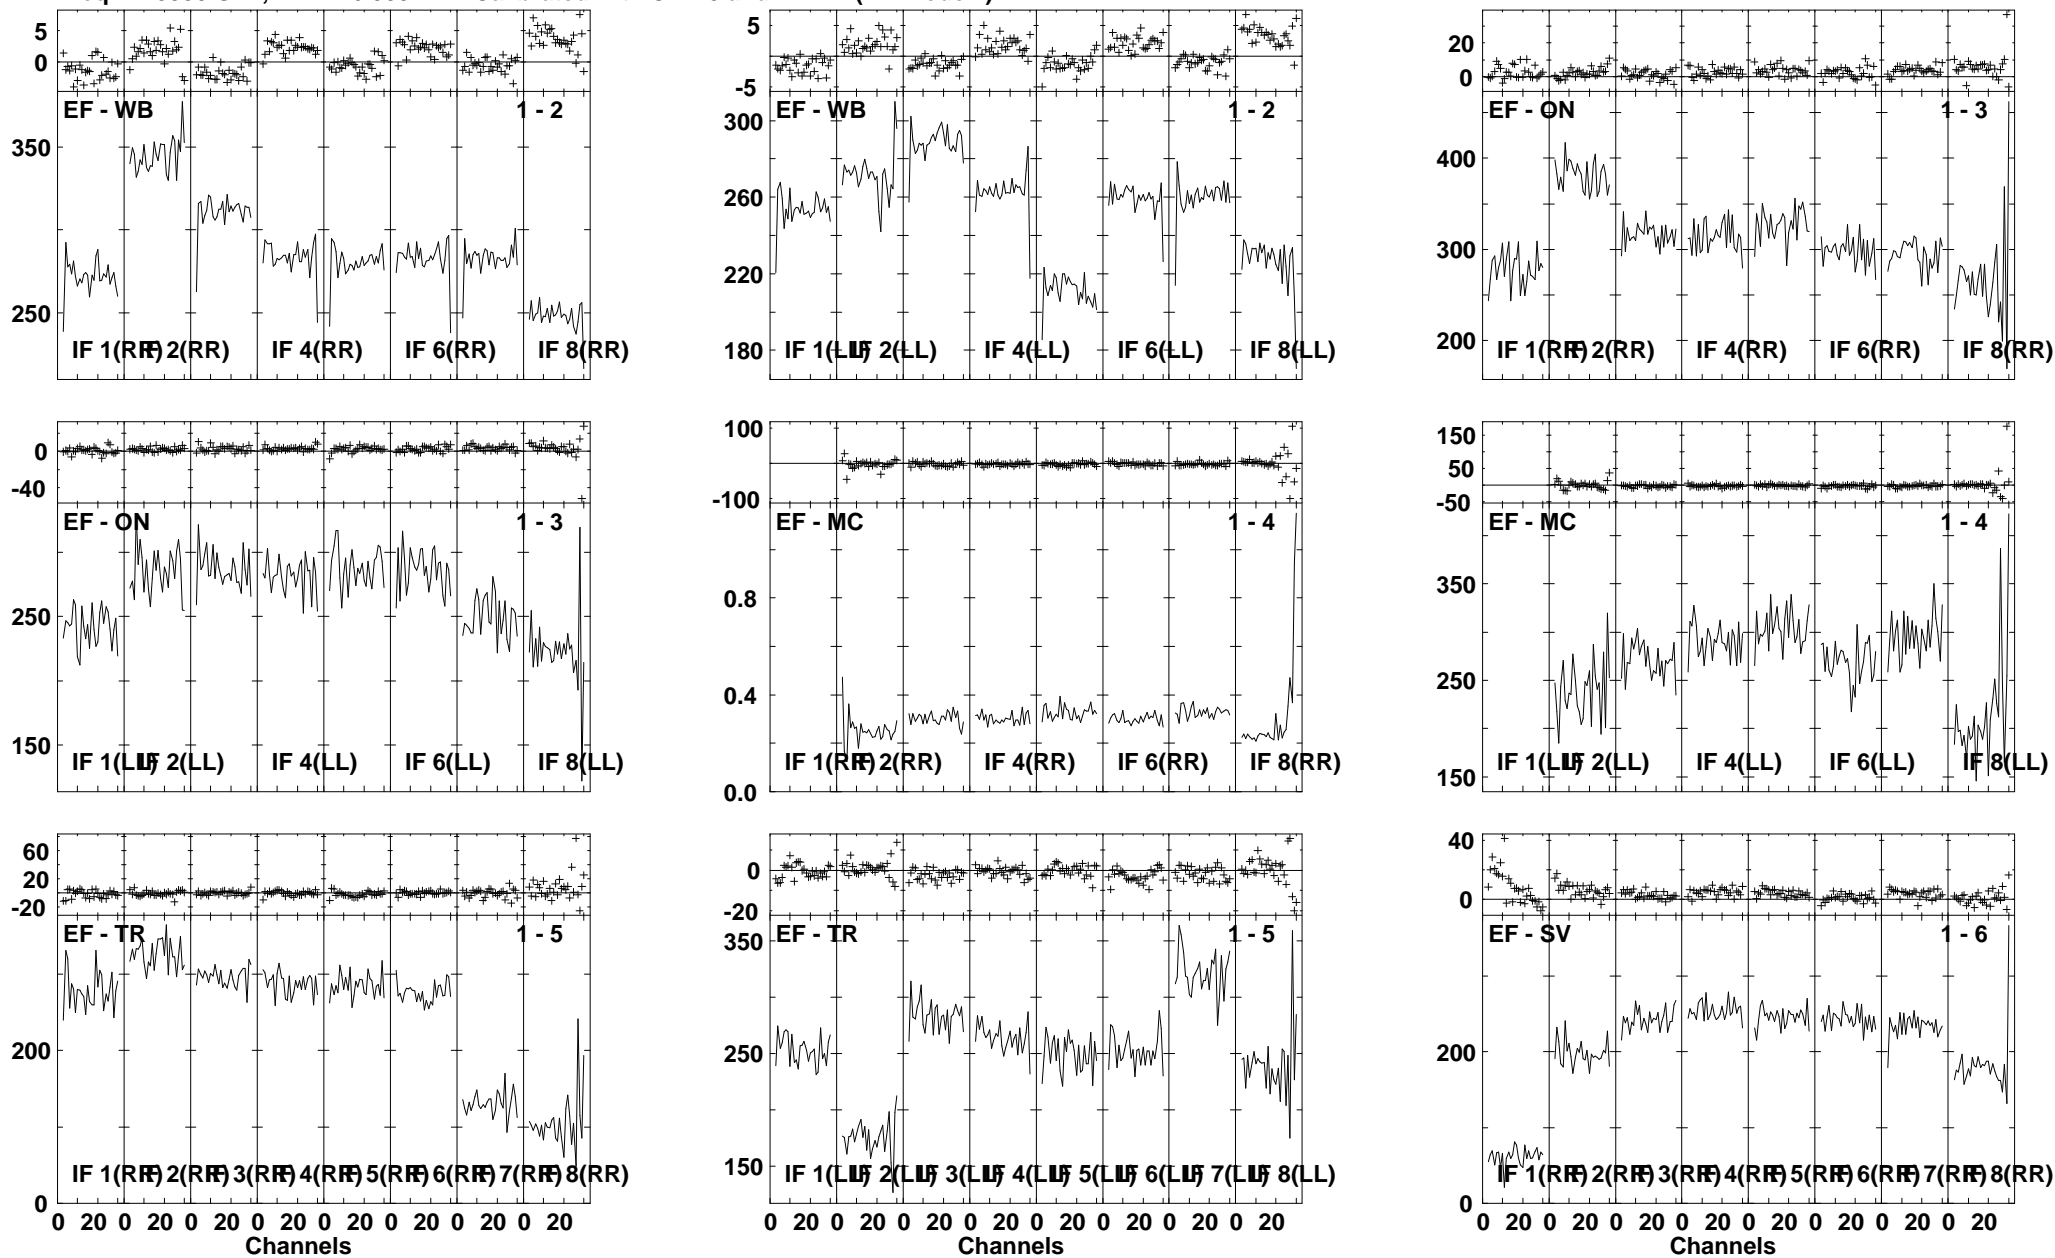 5 0
EF - WB 1 - 2
350 250
IF 1(RR) IF 2(RR) IF 4(RR) IF 6(RR) IF 8(RR)
5 -5
EF - WB 1 - 2
300 260 220 180
IF 1(LL) IF 2(LL) IF 4(LL) IF 6(LL) IF 8(LL)
20 0
EF - ON 1 - 3
400 300 200
IF 1(RR) IF 2(RR) IF 4(RR) IF 6(RR) IF 8(RR)
0 -40
EF - ON 1 - 3
250 150
IF 1(LL) IF 2(LL) IF 4(LL) IF 6(LL) IF 8(LL)
100 -100
EF - MC 1 - 4
0.8 0.4 0.0
IF 1(RR) IF 2(RR) IF 4(RR) IF 6(RR) IF 8(RR)
150 50 -50
EF - MC 1 - 4
350 250 150
IF 1(LL) IF 2(LL) IF 4(LL) IF 6(LL) IF 8(LL)
60 20 -20
EF - TR 1 - 5
200 0
IF 1(RR) IF 2(RR) IF 3(RR) IF 4(RR) IF 5(RR) IF 6(RR) IF 7(RR) IF 8(RR)
0 20 0 20 0 20 0 20 0 20 0 20 0 20 0 20
Channels
0 -20
EF - TR 1 - 5
350 250 150
IF 1(LL) IF 2(LL) IF 3(LL) IF 4(LL) IF 5(LL) IF 6(LL) IF 7(LL) IF 8(LL)
0 20 0 20 0 20 0 20 0 20 0 20 0 20 0 20
Channels
40 0
EF - SV 1 - 6
200 0
IF 1(RR) IF 2(RR) IF 3(RR) IF 4(RR) IF 5(RR) IF 6(RR) IF 7(RR) IF 8(RR)
0 20 0 20 0 20 0 20 0 20 0 20 0 20 0 20
Channels